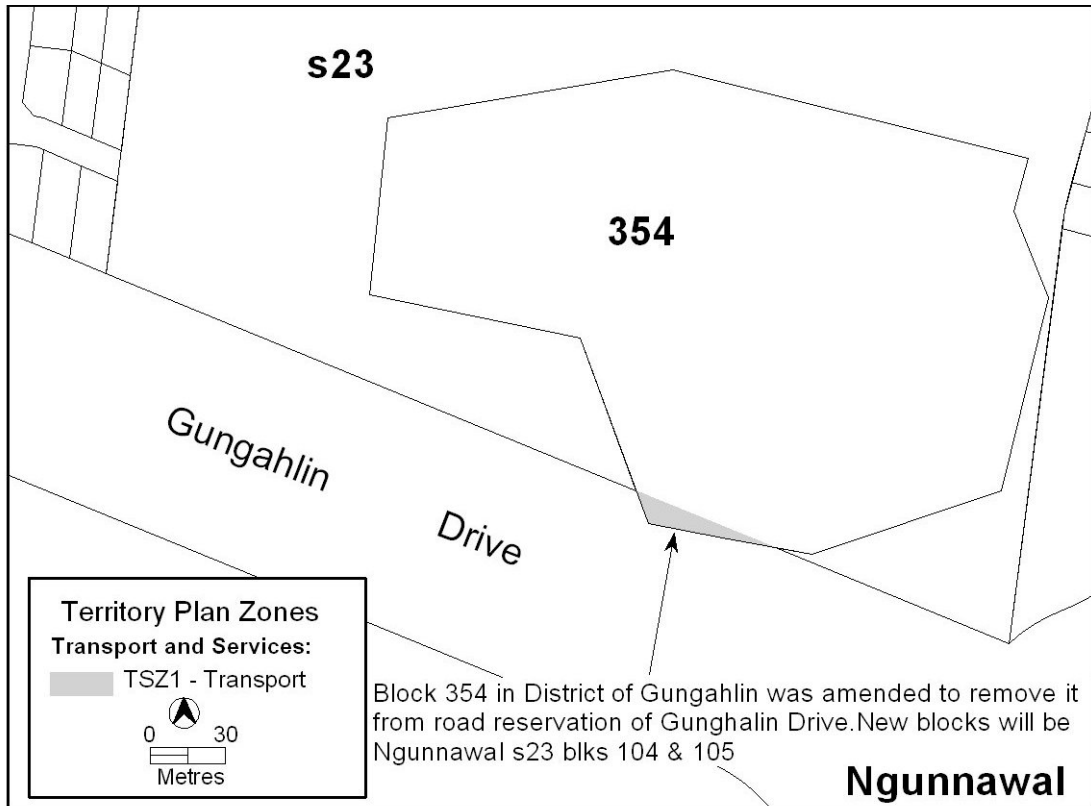 s23
354
Gungahlin
Drive
Territory Plan Zones
Transport and Services:
TSZ1 - Transport
0 30
Metres
Block 354 in District of Gungahlin was amended to remove it
from road reservation of Gunghalin Drive.New blocks will be
Ngunnawal s23 blks 104 & 105
Ngunnawal